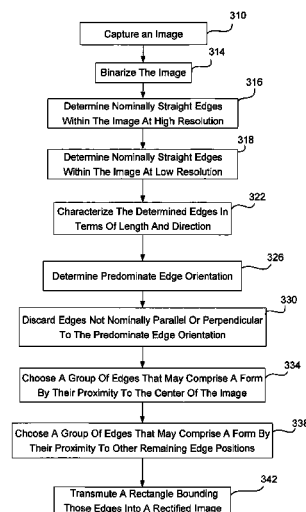 310
Capture an Image
314
Binarize The Image
316
Determine Nominally Straight Edges
Within The Image At High Resolution
318
Determine Nominally Straight Edges
Within The Image At Low Resolution
322
Characterize The Determined Edges In
Terms Of Length And Direction
326
Determine Predominate Edge Orientation
330
Discard Edges Not Nominally Parallel Or Perpendicular
To The Predominate Edge Orientation
334
Choose A Group Of Edges That May Comprise A Form
By Their Proximity To The Center Of The Image
338
Choose A Group Of Edges That May Comprise A Form By
Their Proximity To Other Remaining Edge Positions
342
Transmute A Rectangle Bounding
Those Edges Into A Rectified Image